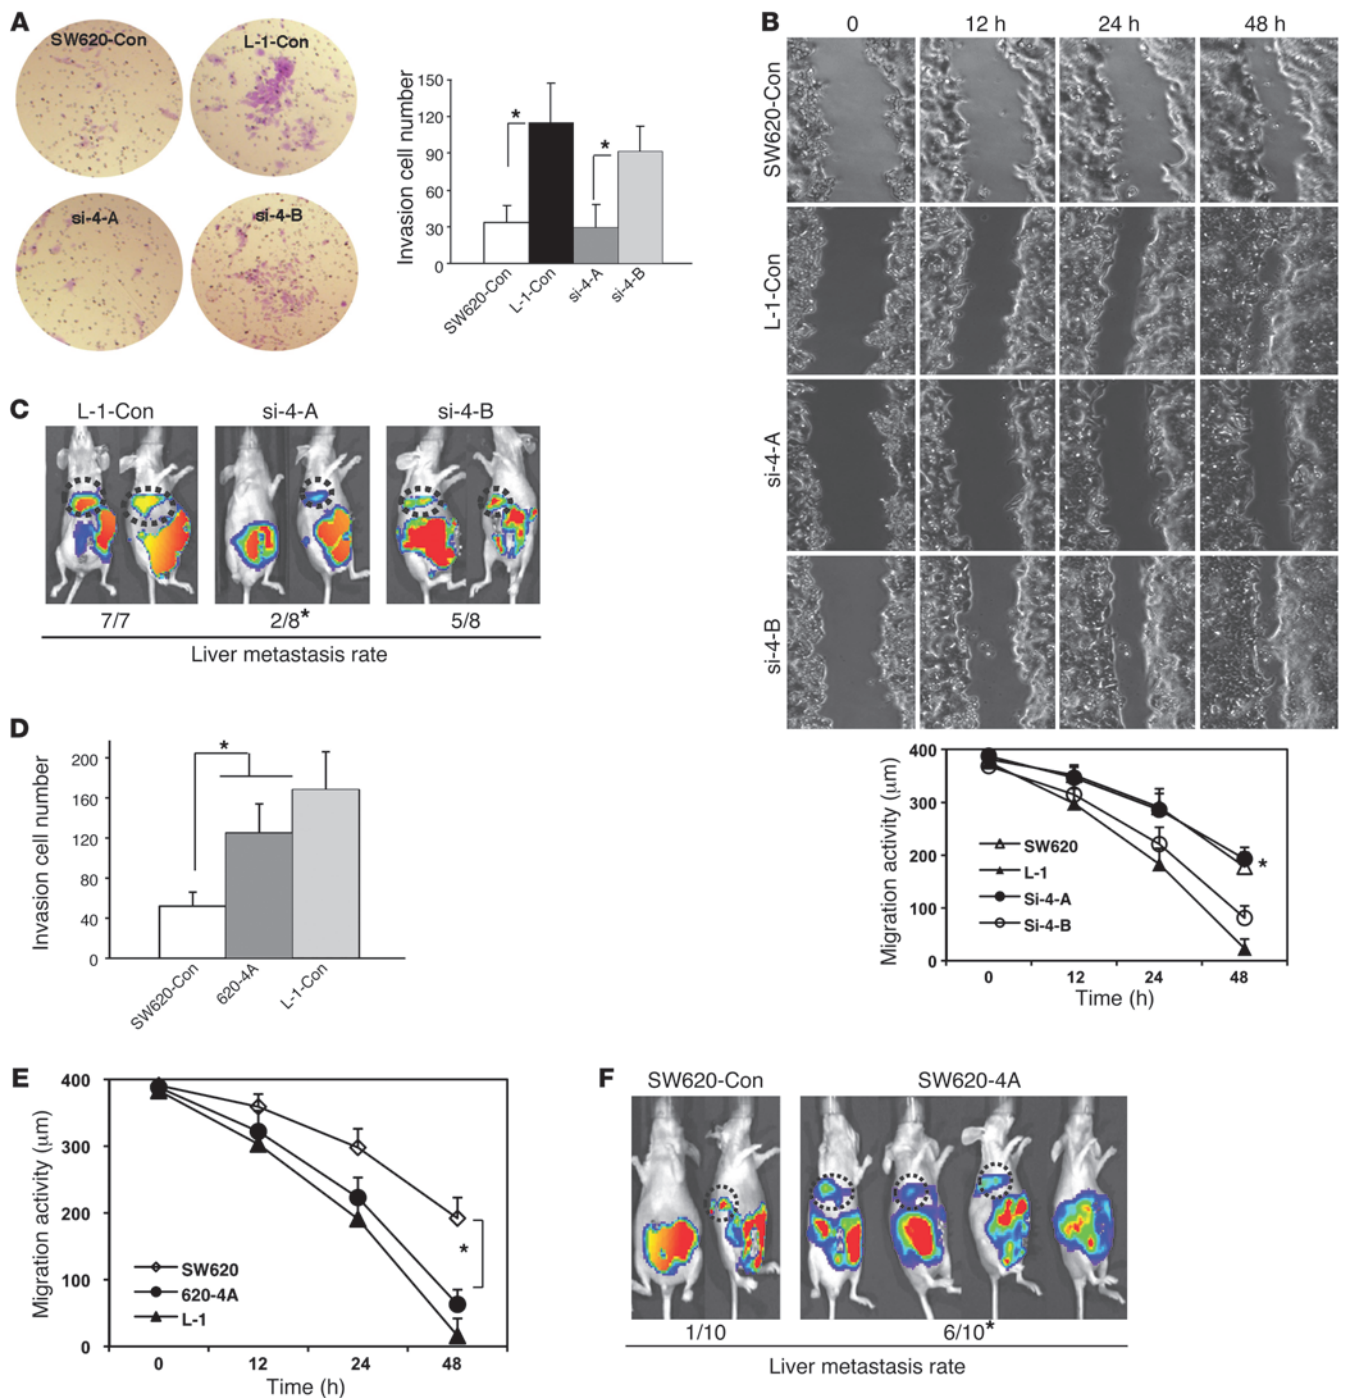 A
SW620-Con
L-1-Con
si-4-A
si-4-B
Invasion cell number
150
120
90
60
30
0
*
*
SW620-Con
L-1-Con
si-4-A
si-4-B
B
0 12 h 24 h 48 h
SW620-Con
L-1-Con
si-4-A
si-4-B
Migration activity (μm)
400
300
200
100
0
SW620
L-1
Si-4-A
Si-4-B
*
0 12 24 48
Time (h)
C
L-1-Con si-4-A si-4-B
7/7 2/8* 5/8
Liver metastasis rate
D
Invasion cell number
200
160
120
80
40
0
*
SW620-Con
620-4A
L-1-Con
E
Migration activity (μm)
400
300
200
100
0
SW620
620-4A
L-1
*
0 12 24 48
Time (h)
F
SW620-Con SW620-4A
1/10 6/10*
Liver metastasis rate